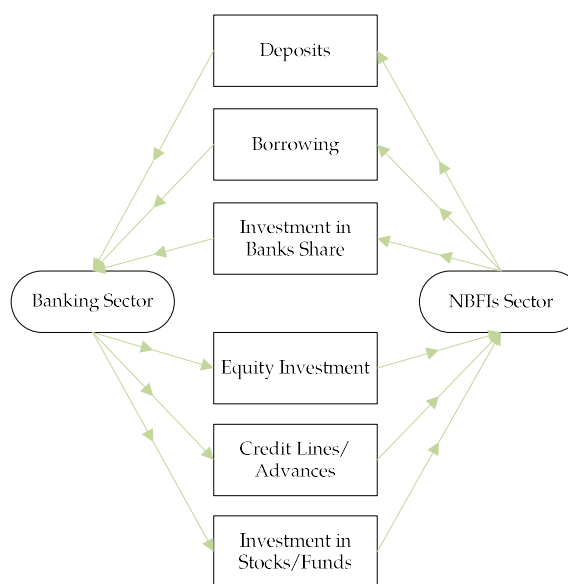 Deposits
Borrowing
Investment in
Banks Share
Banking Sector
NBFIs Sector
Equity Investment
Credit Lines/
Advances
Investment in
Stocks/Funds